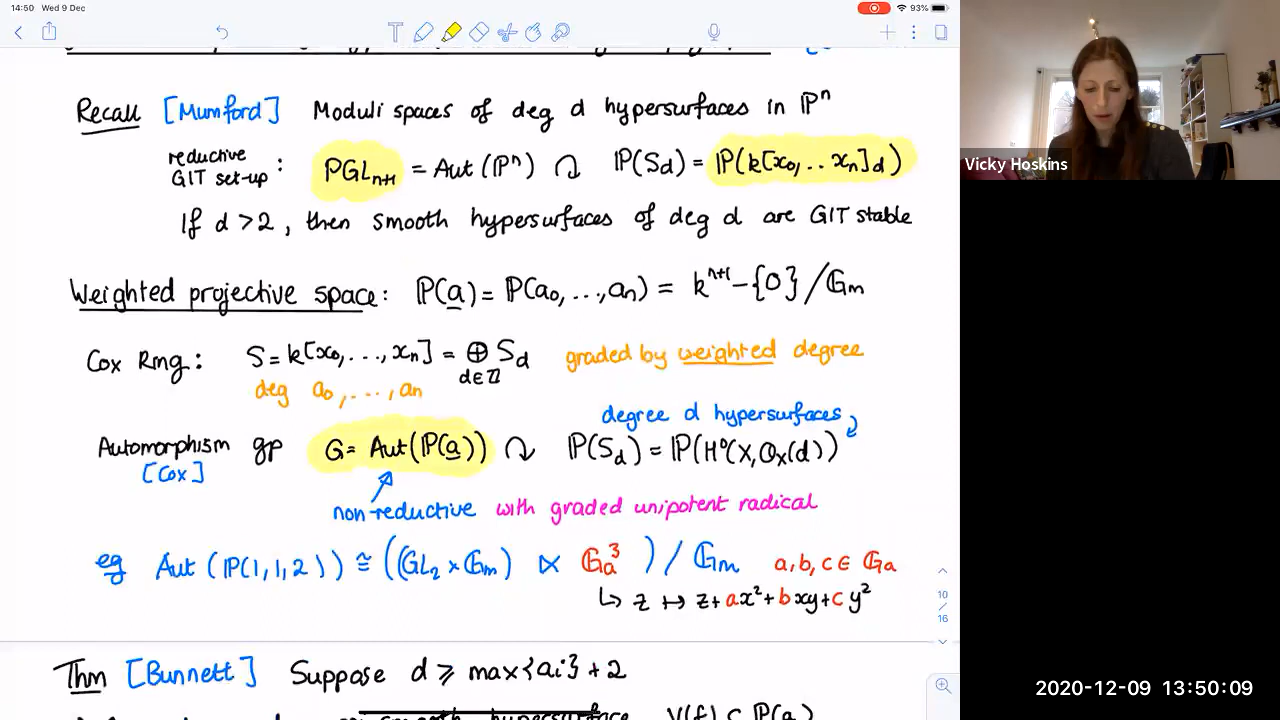 14:50 Wed 9 Dec
93%
Recall [Mumford] Moduli spaces of deg d hypersurfaces in ℙⁿ
reductive GIT set-up : PGLₙ₊₁ = Aut (ℙⁿ) ↷ ℙ(S_d) = ℙ(k[x₀,..xₙ]_d)
If d > 2, then smooth hypersurfaces of deg d are GIT stable
Weighted projective space: ℙ(a) = ℙ(a₀,...,aₙ) = kⁿ⁺¹ - {0} / 𝔾ₘ
Cox Ring: S = k[x₀,...,xₙ] = ⊕ S_d graded by weighted degree
d∈ℤ
deg a₀,...,aₙ
degree d hypersurfaces
Automorphism gp G = Aut(ℙ(a)) ↷ ℙ(S_d) = ℙ(H⁰(X, O_X(d))
[Cox]
non-reductive with graded unipotent radical
eg Aut (ℙ(1,1,2)) ≅ ((GL₂ × 𝔾ₘ) ⋉ 𝔾ₐ³) / 𝔾ₘ a,b,c ∈ 𝔾ₐ
↳ z ↦ z + ax² + bxy + cy²
Thm [Bunnett] Suppose d ⩾ max{aᵢ} + 2
smooth hypersurface V(f) ⊂ ℙ(a)
10 / 16
Vicky Hoskins
2020-12-09 13:50:09